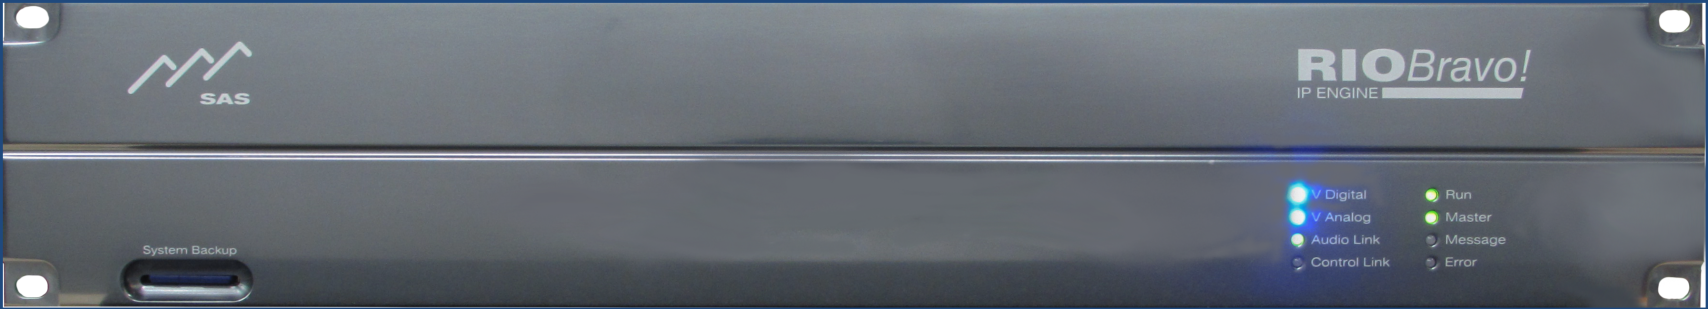 SAS
RIOBravo!
IP ENGINE
V Digital
V Analog
Audio Link
Control Link
Run
Master
Message
Error
System Backup